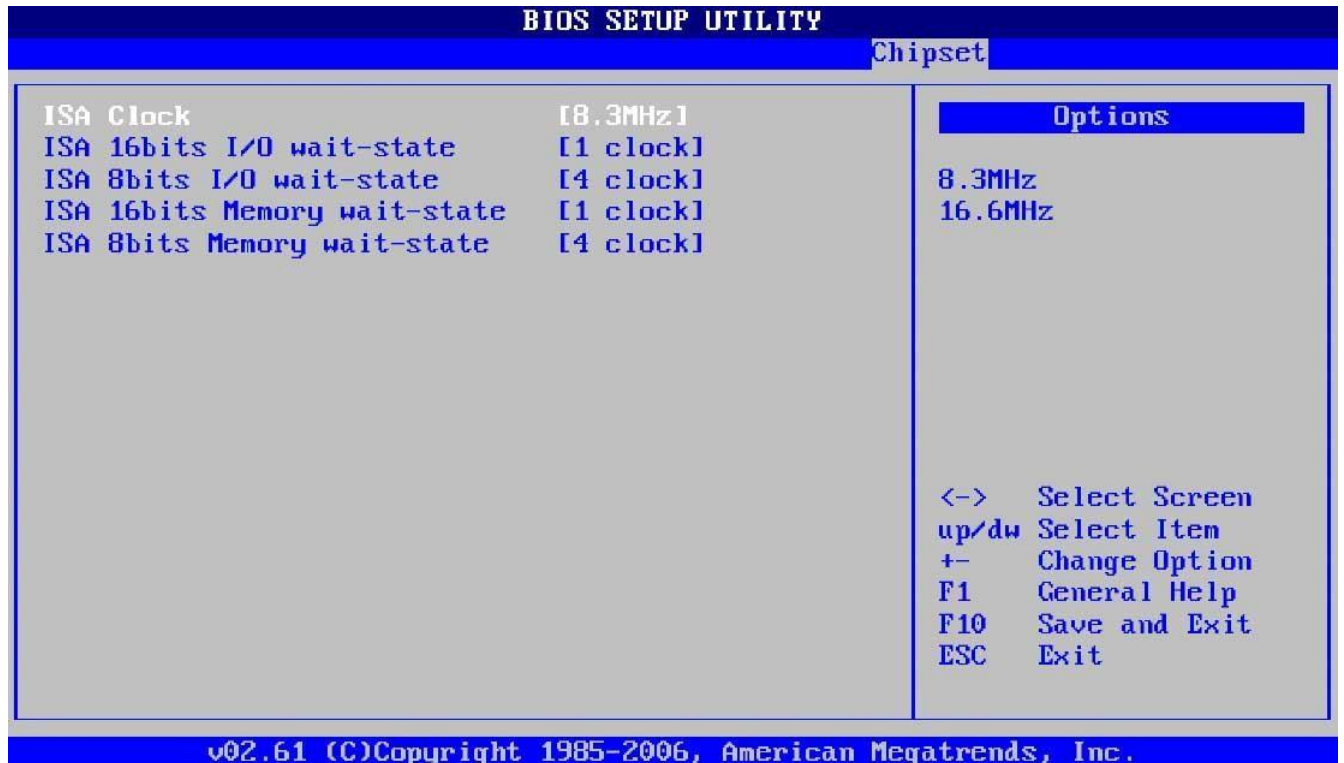 BIOS SETUP UTILITY
Chipset
ISA Clock [8.3MHz]
ISA 16bits I/O wait-state [1 clock]
ISA 8bits I/O wait-state [4 clock]
ISA 16bits Memory wait-state [1 clock]
ISA 8bits Memory wait-state [4 clock]
Options
8.3MHz
16.6MHz
<-> Select Screen
up/dw Select Item
+- Change Option
F1 General Help
F10 Save and Exit
ESC Exit
v02.61 (C)Copyright 1985-2006, American Megatrends, Inc.